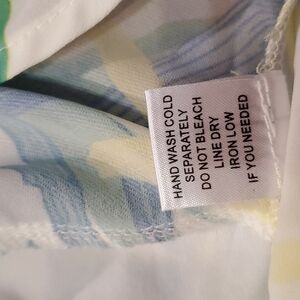 HAND WASH COLD
SEPARATELY
DO NOT BLEACH
LINE DRY
IRON LOW
IF YOU NEEDED